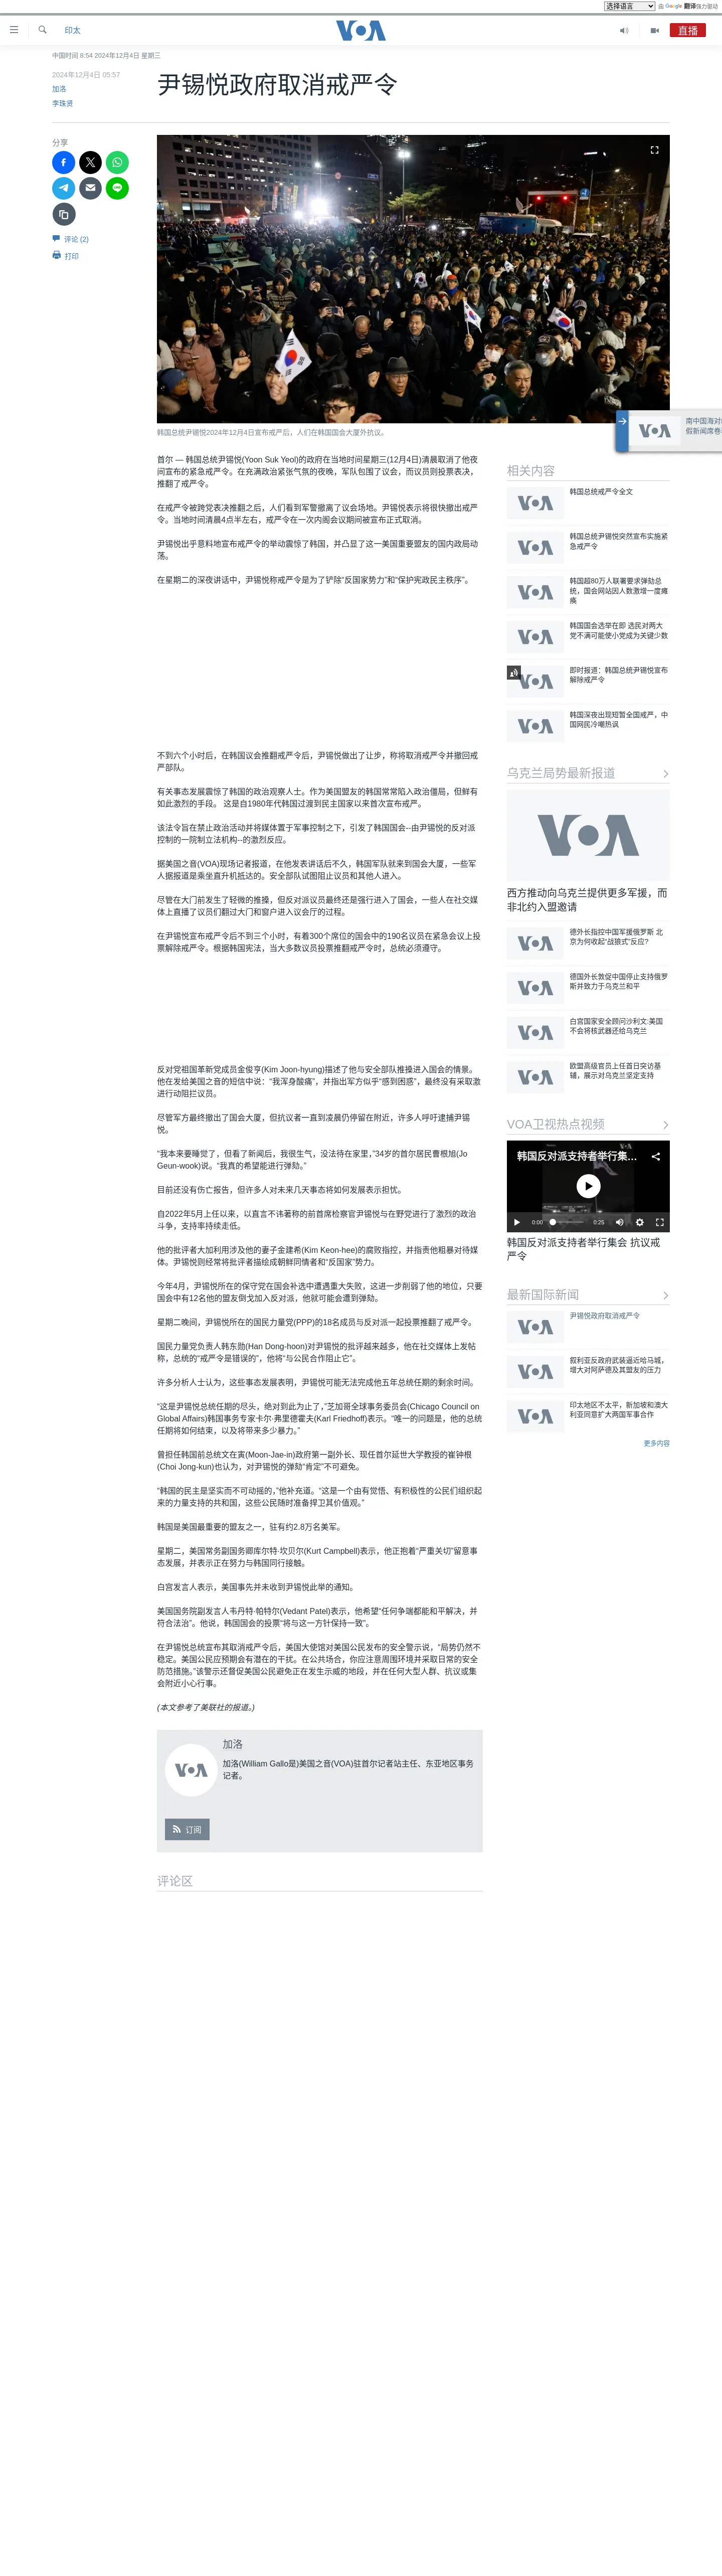 选择语言 由 Google 翻译强力驱动
印太
VOA
直播
中国时间 8:54 2024年12月4日 星期三
2024年12月4日 05:57
加洛
李珠贤
尹锡悦政府取消戒严令
分享
评论 (2)
打印
韩国总统尹锡悦2024年12月4日宣布戒严后，人们在韩国国会大厦外抗议。
首尔 — 韩国总统尹锡悦(Yoon Suk Yeol)的政府在当地时间星期三(12月4日)清晨取消了他夜
间宣布的紧急戒严令。在充满政治紧张气氛的夜晚，军队包围了议会，而议员则投票表决，
推翻了戒严令。
在戒严令被跨党表决推翻之后，人们看到军警撤离了议会场地。尹锡悦表示将很快撤出戒严
令。当地时间清晨4点半左右，戒严令在一次内阁会议期间被宣布正式取消。
尹锡悦出乎意料地宣布戒严令的举动震惊了韩国，并凸显了这一美国重要盟友的国内政局动
荡。
在星期二的深夜讲话中，尹锡悦称戒严令是为了铲除“反国家势力”和“保护宪政民主秩序”。
不到六个小时后，在韩国议会推翻戒严令后，尹锡悦做出了让步，称将取消戒严令并撤回戒
严部队。
有关事态发展震惊了韩国的政治观察人士。作为美国盟友的韩国常常陷入政治僵局，但鲜有
如此激烈的手段。 这是自1980年代韩国过渡到民主国家以来首次宣布戒严。
该法令旨在禁止政治活动并将媒体置于军事控制之下，引发了韩国国会--由尹锡悦的反对派
控制的一院制立法机构--的激烈反应。
据美国之音(VOA)现场记者报道，在他发表讲话后不久，韩国军队就来到国会大厦，一些军
人据报道是乘坐直升机抵达的。安全部队试图阻止议员和其他人进入。
尽管在大门前发生了轻微的推搡，但反对派议员最终还是强行进入了国会，一些人在社交媒
体上直播了议员们翻过大门和窗户进入议会厅的过程。
在尹锡悦宣布戒严令后不到三个小时，有着300个席位的国会中的190名议员在紧急会议上投
票解除戒严令。根据韩国宪法，当大多数议员投票推翻戒严令时，总统必须遵守。
反对党祖国革新党成员金俊亨(Kim Joon-hyung)描述了他与安全部队推搡进入国会的情景。
他在发给美国之音的短信中说：“我浑身酸痛”，并指出军方似乎“感到困惑”，最终没有采取激
进行动阻拦议员。
尽管军方最终撤出了国会大厦，但抗议者一直到凌晨仍停留在附近，许多人呼吁逮捕尹锡
悦。
“我本来要睡觉了，但看了新闻后，我很生气，没法待在家里，”34岁的首尔居民曹根旭(Jo
Geun-wook)说。“我真的希望能进行弹劾。”
目前还没有伤亡报告，但许多人对未来几天事态将如何发展表示担忧。
自2022年5月上任以来，以直言不讳著称的前首席检察官尹锡悦与在野党进行了激烈的政治
斗争，支持率持续走低。
他的批评者大加利用涉及他的妻子金建希(Kim Keon-hee)的腐败指控，并指责他粗暴对待媒
体。尹锡悦则经常将批评者描绘成朝鲜同情者和“反国家”势力。
今年4月，尹锡悦所在的保守党在国会补选中遭遇重大失败，这进一步削弱了他的地位，只要
国会中有12名他的盟友倒戈加入反对派，他就可能会遭到弹劾。
星期二晚间，尹锡悦所在的国民力量党(PPP)的18名成员与反对派一起投票推翻了戒严令。
国民力量党负责人韩东勋(Han Dong-hoon)对尹锡悦的批评越来越多，他在社交媒体上发帖
称，总统的“戒严令是错误的”，他将“与公民合作阻止它”。
许多分析人士认为，这些事态发展表明，尹锡悦可能无法完成他五年总统任期的剩余时间。
“这是尹锡悦总统任期的尽头，绝对到此为止了，”芝加哥全球事务委员会(Chicago Council on
Global Affairs)韩国事务专家卡尔·弗里德霍夫(Karl Friedhoff)表示。“唯一的问题是，他的总统
任期将如何结束，以及将带来多少暴力。”
曾担任韩国前总统文在寅(Moon-Jae-in)政府第一副外长、现任首尔延世大学教授的崔钟根
(Choi Jong-kun)也认为，对尹锡悦的弹劾“肯定”不可避免。
“韩国的民主是坚实而不可动摇的，”他补充道。“这是一个由有觉悟、有积极性的公民们组织起
来的力量支持的共和国，这些公民随时准备捍卫其价值观。”
韩国是美国最重要的盟友之一，驻有约2.8万名美军。
星期二，美国常务副国务卿库尔特·坎贝尔(Kurt Campbell)表示，他正抱着“严重关切”留意事
态发展，并表示正在努力与韩国同行接触。
白宫发言人表示，美国事先并未收到尹锡悦此举的通知。
美国国务院副发言人韦丹特·帕特尔(Vedant Patel)表示，他希望“任何争端都能和平解决，并
符合法治”。他说，韩国国会的投票“将与这一方针保持一致”。
在尹锡悦总统宣布其取消戒严令后，美国大使馆对美国公民发布的安全警示说，“局势仍然不
稳定。美国公民应预期会有潜在的干扰。在公共场合，你应注意周围环境并采取日常的安全
防范措施。”该警示还督促美国公民避免正在发生示威的地段，并在任何大型人群、抗议或集
会附近小心行事。
(本文参考了美联社的报道。)
VOA
加洛
加洛(William Gallo是)美国之音(VOA)驻首尔记者站主任、东亚地区事务
记者。
订阅
评论区
VOA
南中国海对
假新闻席卷
相关内容
VOA
韩国总统戒严令全文
VOA
韩国总统尹锡悦突然宣布实施紧
急戒严令
VOA
韩国超80万人联署要求弹劾总
统，国会网站因人数激增一度瘫
痪
VOA
韩国国会选举在即 选民对两大
党不满可能使小党成为关键少数
VOA
即时报道：韩国总统尹锡悦宣布
解除戒严令
VOA
韩国深夜出现短暂全国戒严，中
国网民冷嘲热讽
乌克兰局势最新报道
VOA
西方推动向乌克兰提供更多军援，而
非北约入盟邀请
VOA
德外长指控中国军援俄罗斯 北
京为何收起“战狼式”反应?
VOA
德国外长敦促中国停止支持俄罗
斯并致力于乌克兰和平
VOA
白宫国家安全顾问沙利文:美国
不会将核武器还给乌克兰
VOA
欧盟高级官员上任首日突访基
辅，展示对乌克兰坚定支持
VOA卫视热点视频
韩国反对派支持者举行集...
0:00
0:25
韩国反对派支持者举行集会 抗议戒
严令
最新国际新闻
VOA
尹锡悦政府取消戒严令
VOA
叙利亚反政府武装逼近哈马城，
增大对阿萨德及其盟友的压力
VOA
印太地区不太平，新加坡和澳大
利亚同意扩大两国军事合作
更多内容